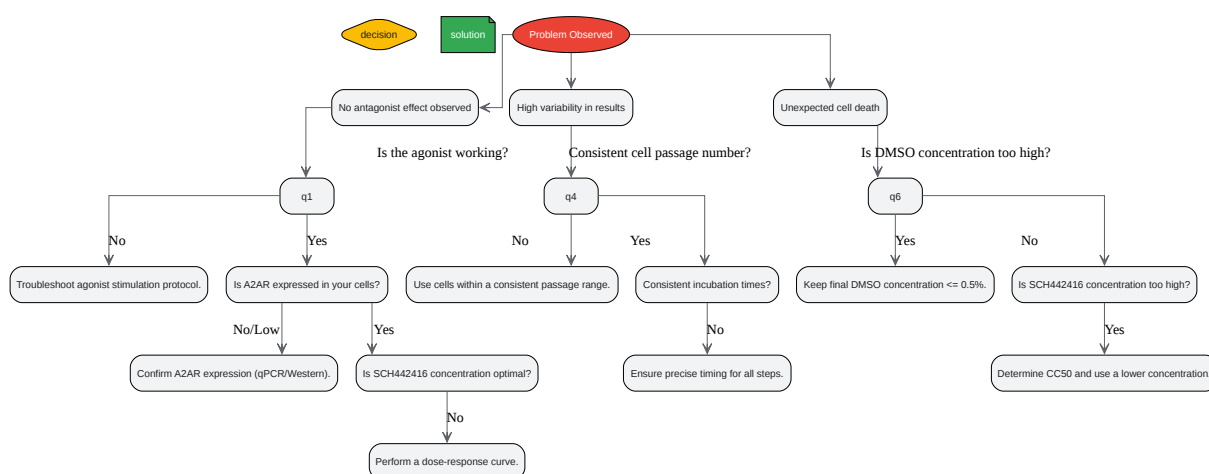 decision
solution
Problem Observed
No antagonist effect observed
High variability in results
Unexpected cell death
Is the agonist working?
Consistent cell passage number?
Is DMSO concentration too high?
q1
q4
q6
No
Yes
No
Yes
Yes
No
Troubleshoot agonist stimulation protocol.
Is A2AR expressed in your cells?
Use cells within a consistent passage range.
Consistent incubation times?
Keep final DMSO concentration <= 0.5%.
Is SCH442416 concentration too high?
No/Low
Yes
No
Yes
Confirm A2AR expression (qPCR/Western).
Is SCH442416 concentration optimal?
Ensure precise timing for all steps.
Determine CC50 and use a lower concentration.
No
Perform a dose-response curve.